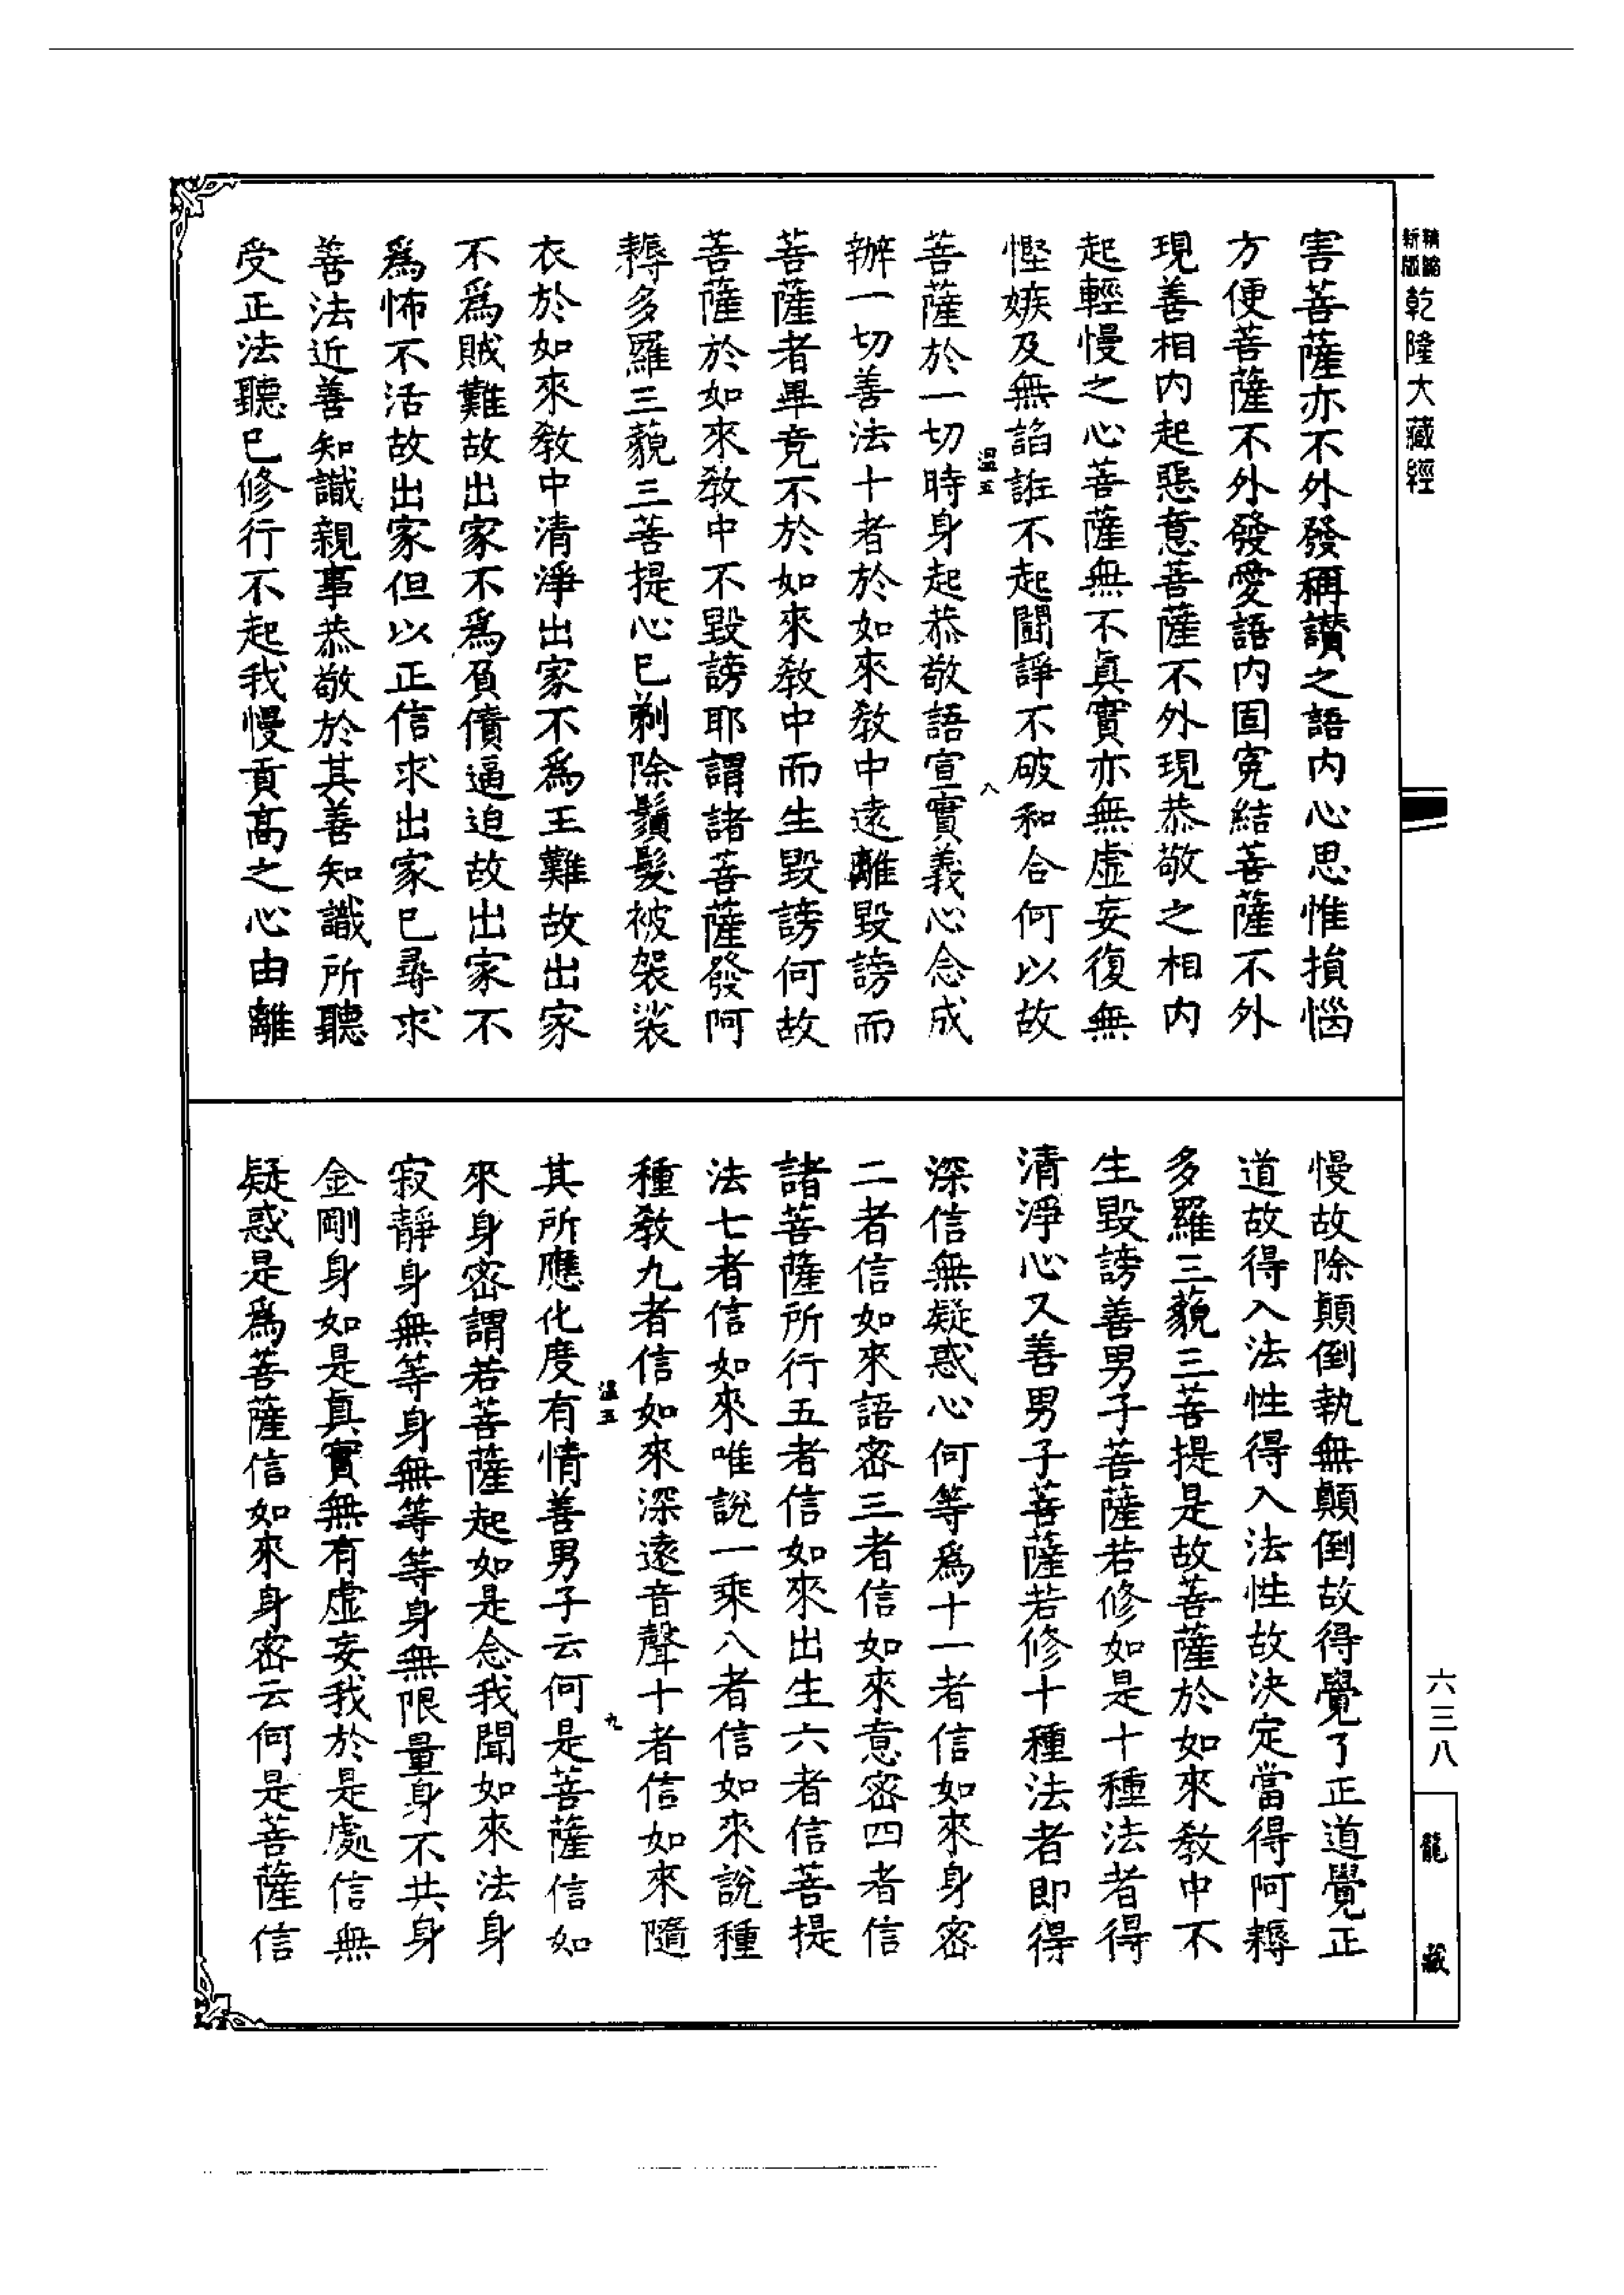 新版精縮乾隆大藏經
害菩薩亦不外發稱讚之語內心思惟損惱
方便菩薩不外發愛語內固冤結菩薩不外
現善相內起惡意菩薩不外現恭敬之相內
起輕慢之心菩薩無不真實亦無虛妄復無
慳嫉及無諂誑不起鬪諍不破和合何以故
溫五
八
菩薩於一切時身起恭敬語宣實義心念成
辦一切善法十者於如來教中遠離毀謗而
菩薩者畢竟不於如來教中而生毀謗何故
菩薩於如來教中不毀謗耶謂諸菩薩發阿
耨多羅三藐三菩提心已剃除鬚髮被袈裟
衣於如來教中清淨出家不為王難故出家
不為賊難故出家不為負債逼迫故出家不
為怖不活故出家但以正信求出家已尋求
善法近善知識親事恭敬於其善知識所聽
受正法聽已修行不起我慢貢高之心由離
慢故除顛倒執無顛倒故得覺了正道覺正
道故得入法性得入法性故決定當得阿耨
多羅三藐三菩提是故菩薩於如來教中不
生毀謗善男子菩薩若修如是十種法者得
清淨心又善男子菩薩若修十種法者即得
深信無疑惑心何等為十一者信如來身密
二者信如來語密三者信如來意密四者信
諸菩薩所行五者信如來出生六者信菩提
法七者信如來唯說一乘八者信如來說種
種教九者信如來深遠音聲十者信如來隨
溫五
九
其所應化度有情善男子云何是菩薩信如
來身密謂若菩薩起如是念我聞如來法身
寂靜身無等身無等等身無限量身不共身
金剛身如是真實無有虛妄我於是處信無
疑惑是為菩薩信如來身密云何是菩薩信
六三八
龍藏